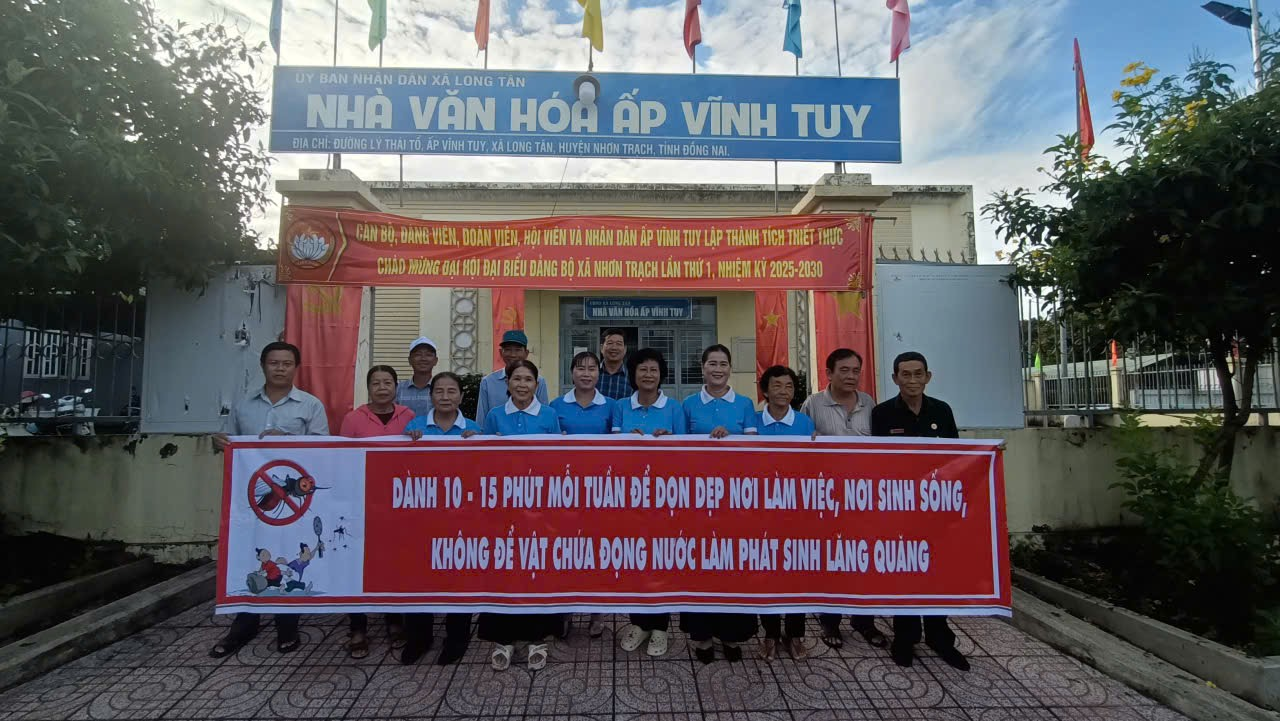 ỦY BAN NHÂN DÂN XÃ LONG TÂN
NHÀ VĂN HÓA ẤP VĨNH TUY
ĐỊA CHỈ: ĐƯỜNG LÝ THÁI TỔ, ẤP VĨNH TUY, XÃ LONG TÂN, HUYỆN NHƠN TRẠCH, TỈNH ĐỒNG NAI.
CÁN BỘ, ĐẢNG VIÊN, ĐOÀN VIÊN, HỘI VIÊN VÀ NHÂN DÂN ẤP VĨNH TUY LẬP THÀNH TÍCH THIẾT THỰC
CHÀO MỪNG ĐẠI HỘI ĐẠI BIỂU ĐẢNG BỘ XÃ NHƠN TRẠCH LẦN THỨ 1, NHIỆM KỲ 2025-2030
UBND XÃ LONG TÂN
NHÀ VĂN HÓA ẤP VĨNH TUY
DÀNH 10 - 15 PHÚT MỖI TUẦN ĐỂ DỌN DẸP NƠI LÀM VIỆC, NƠI SINH SỐNG,
KHÔNG ĐỂ VẬT CHỨA ĐỌNG NƯỚC LÀM PHÁT SINH LĂNG QUĂNG